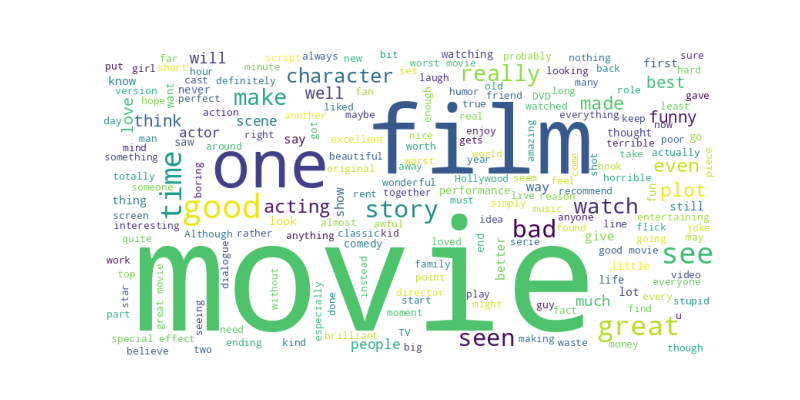 far
bit
watching
probably
nothing
sure
put
girl
short
will
script
always
new
minute
worst movie
looking
back
first
hard
know
hour
cast
definitely
character
set
laugh
really
old
DVD
long
best
gave
version
want
never
perfect
make
well
fan
humor
friend
true
watched
made
role
least
hope
love
action
liked
maybe
enough
real
amazing
everything
keep
now
funny
day
think
actor
scene
another
got
film
nice
enjoy
thought
poor
go
man
saw
right
say
excellent
worth
gets
shot
terrible
actually
piece
mind
around
beautiful
worst
world
take
something
time
one
original
away
year
come
book
horrible
even
totally
boring
wonderful
Hollywood
seem
feel
fun
someone
rent
together
performance
way
recommend
plot
thing
good
acting
show
must
live
reason
watch
entertaining
screen
look
almost
awful
story
simply
music
anyone
still
interesting
classic
kid
idea
bad
found
line
flick
joke
quite
Although
rather
anything
comedy
loved
end
better
serie
give
going
may
work
dialogue
movie
family
good movie
see
top
great movie
without
instead
point
little
video
star
seeing
director
start
play
life
everyone
part
especially
done
moment
might
guy
much
lot
every
stupid
need
brilliant
TV
fact
great
find
u
special effect
ending
kind
people
big
seen
making
waste
money
believe
two
though